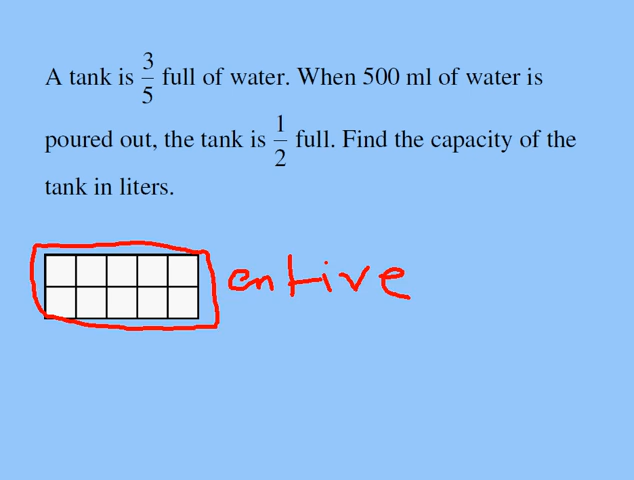 A tank is 3/5 full of water. When 500 ml of water is
poured out, the tank is 1/2 full. Find the capacity of the
tank in liters.
entire